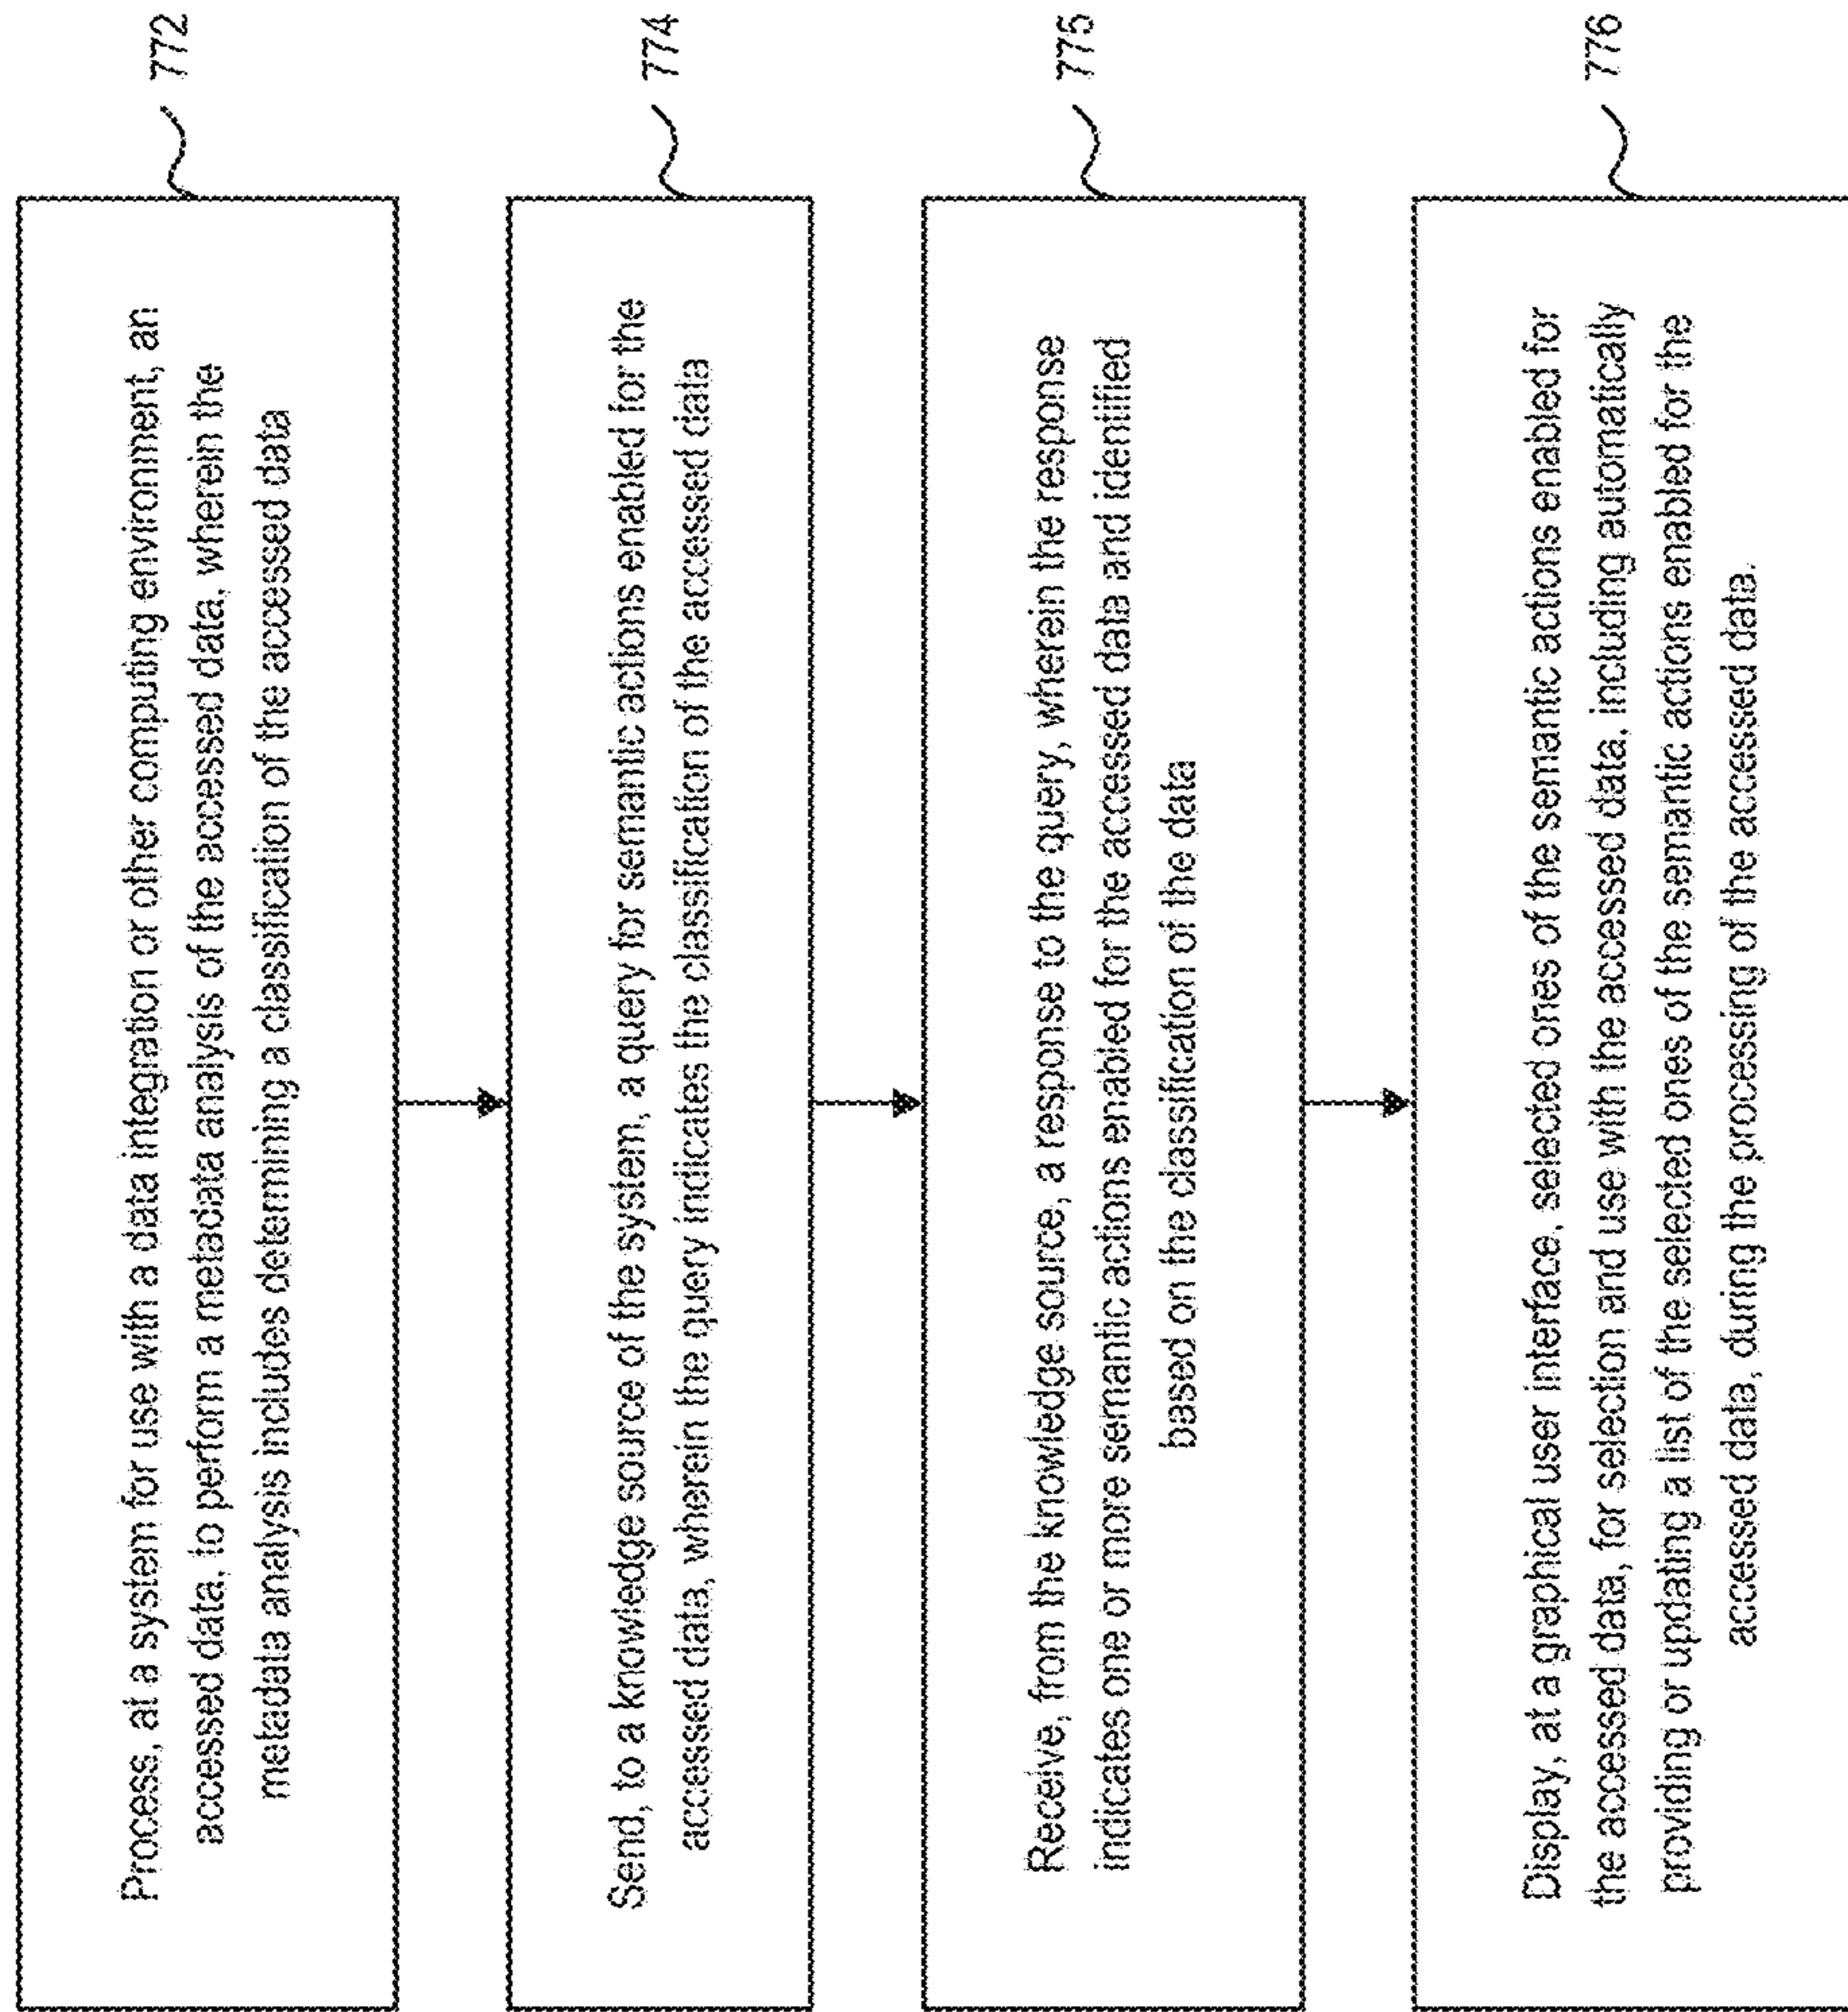 Process, at a system for use with a data integration or other computing environment, an
accessed data, to perform a metadata analysis of the accessed data, wherein the
metadata analysis includes determining a classification of the accessed data
772
Send, to a knowledge source of the system, a query for semantic actions enabled for the
accessed data, wherein the query indicates the classification of the accessed data
774
Receive, from the knowledge source, a response to the query, wherein the response
indicates one or more semantic actions enabled for the accessed data and identified
based on the classification of the data
775
Display, at a graphical user interface, selected ones of the semantic actions enabled for
the accessed data, for selection and use with the accessed data, including automatically
providing or updating a list of the selected ones of the semantic actions enabled for the
accessed data, during the processing of the accessed data.
776